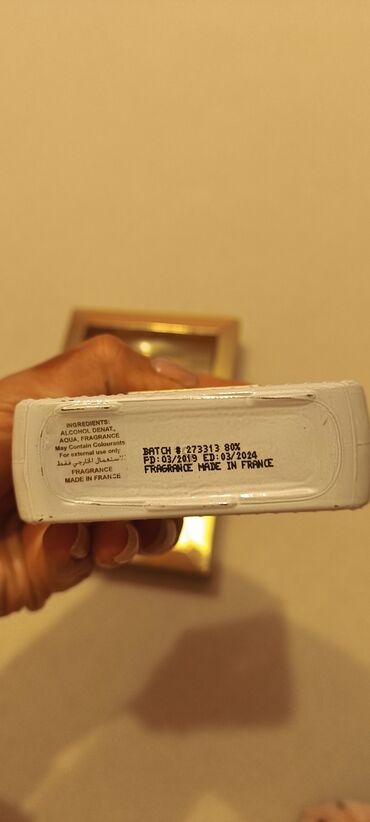 INGREDIENTS:
ALCOHOL DENAT.,
AQUA, FRAGRANCE
May Contain Colourants
For external use only
للاستعمال الخارجي فقط
FRAGRANCE
MADE IN FRANCE
BATCH # 273313 80%
PD:03/2019 ED:03/2024
FRAGRANCE MADE IN FRANCE